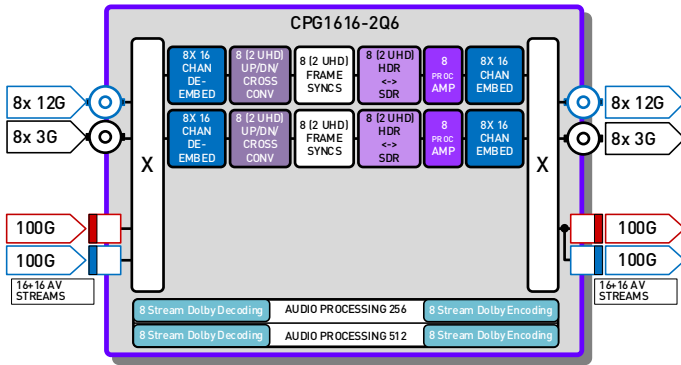 CPG1616-2Q6
8X 16
CHAN
DE-
EMBED
8 (2 UHD)
UP/DN/
CROSS
CONV
8 (2 UHD)
FRAME
SYNCS
8 (2 UHD)
HDR
<->
SDR
8
PROC
AMP
8X 16
CHAN
EMBED
8X 16
CHAN
DE-
EMBED
8 (2 UHD)
UP/DN/
CROSS
CONV
8 (2 UHD)
FRAME
SYNCS
8 (2 UHD)
HDR
<->
SDR
8
PROC
AMP
8X 16
CHAN
EMBED
8x 12G
8x 3G
X
X
8x 12G
8x 3G
100G
100G
16+16 AV
STREAMS
100G
100G
16+16 AV
STREAMS
8 Stream Dolby Decoding
AUDIO PROCESSING 256
8 Stream Dolby Encoding
8 Stream Dolby Decoding
AUDIO PROCESSING 512
8 Stream Dolby Encoding